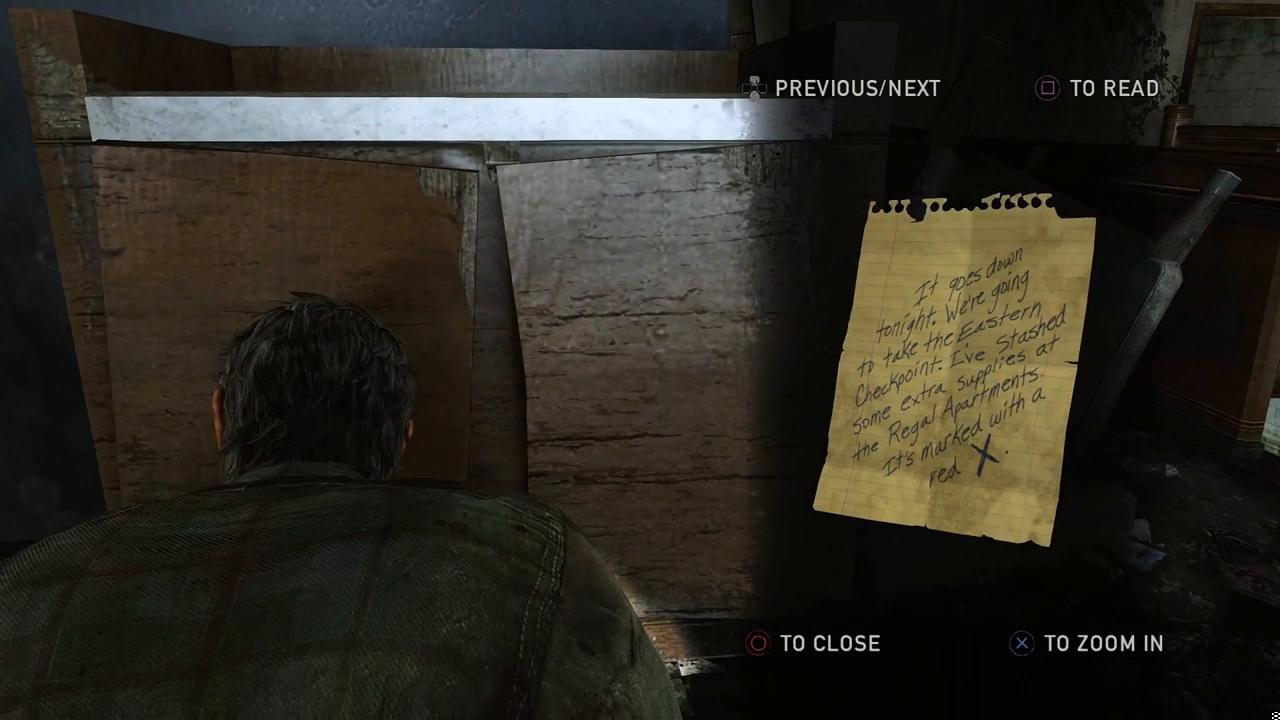 PREVIOUS/NEXT
TO READ
It goes down
tonight. We're going
to take the Eastern
Checkpoint. I've Stashed
some extra supplies at
the Regal Apartments.
It's marked with a
red X.
TO CLOSE
TO ZOOM IN